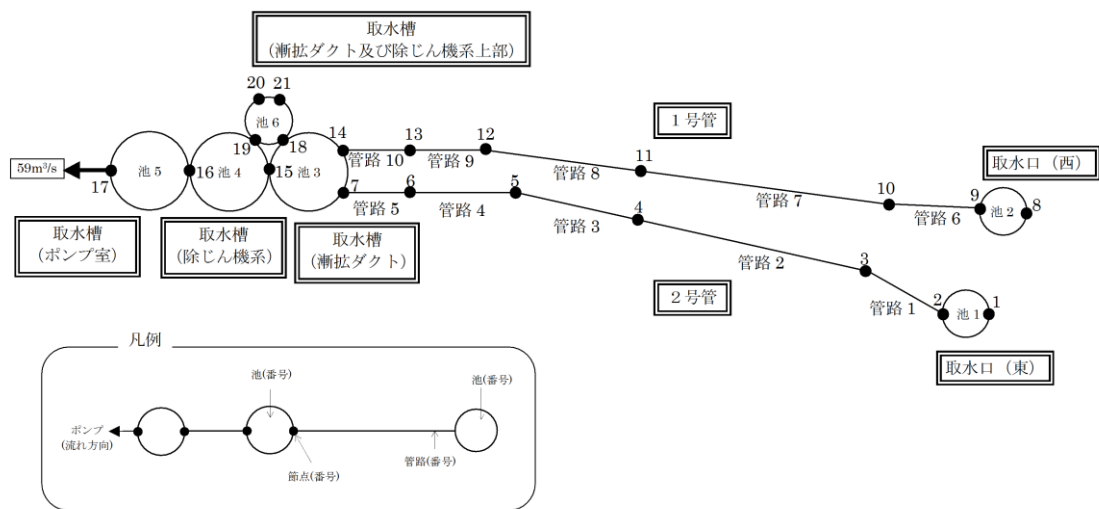 取水槽
（漸拡ダクト及び除じん機系上部）
20
21
池 6
19
18
14
13
12
管路 10
管路 9
1 号管
11
管路 8
管路 7
取水口（西）
10
9
池 2
8
管路 6
59m³/s
17
池 5
16
池 4
15
池 3
7
6
5
管路 5
管路 4
管路 3
4
管路 2
3
2 号管
管路 1
2
池 1
1
取水口（東）
取水槽
（ポンプ室）
取水槽
（除じん機系）
取水槽
（漸拡ダクト）
凡例
池(番号)
池(番号)
ポンプ
(流れ方向)
節点(番号)
管路(番号)